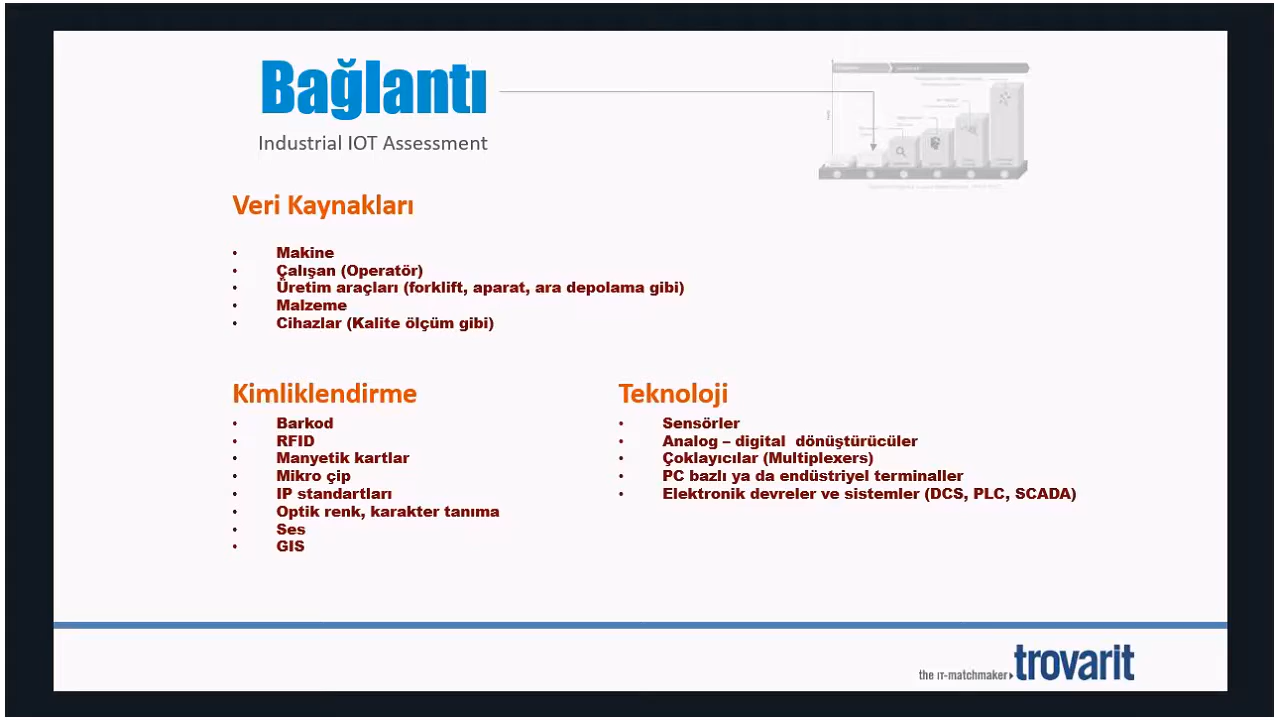 Bağlantı
Industrial IOT Assessment
Veri Kaynakları
• Makine
• Çalışan (Operatör)
• Üretim araçları (forklift, aparat, ara depolama gibi)
• Malzeme
• Cihazlar (Kalite ölçüm gibi)
Kimliklendirme
• Barkod
• RFID
• Manyetik kartlar
• Mikro çip
• IP standartları
• Optik renk, karakter tanıma
• Ses
• GIS
Teknoloji
• Sensörler
• Analog – digital dönüştürücüler
• Çoklayıcılar (Multiplexers)
• PC bazlı ya da endüstriyel terminaller
• Elektronik devreler ve sistemler (DCS, PLC, SCADA)
the IT-matchmaker trovarit